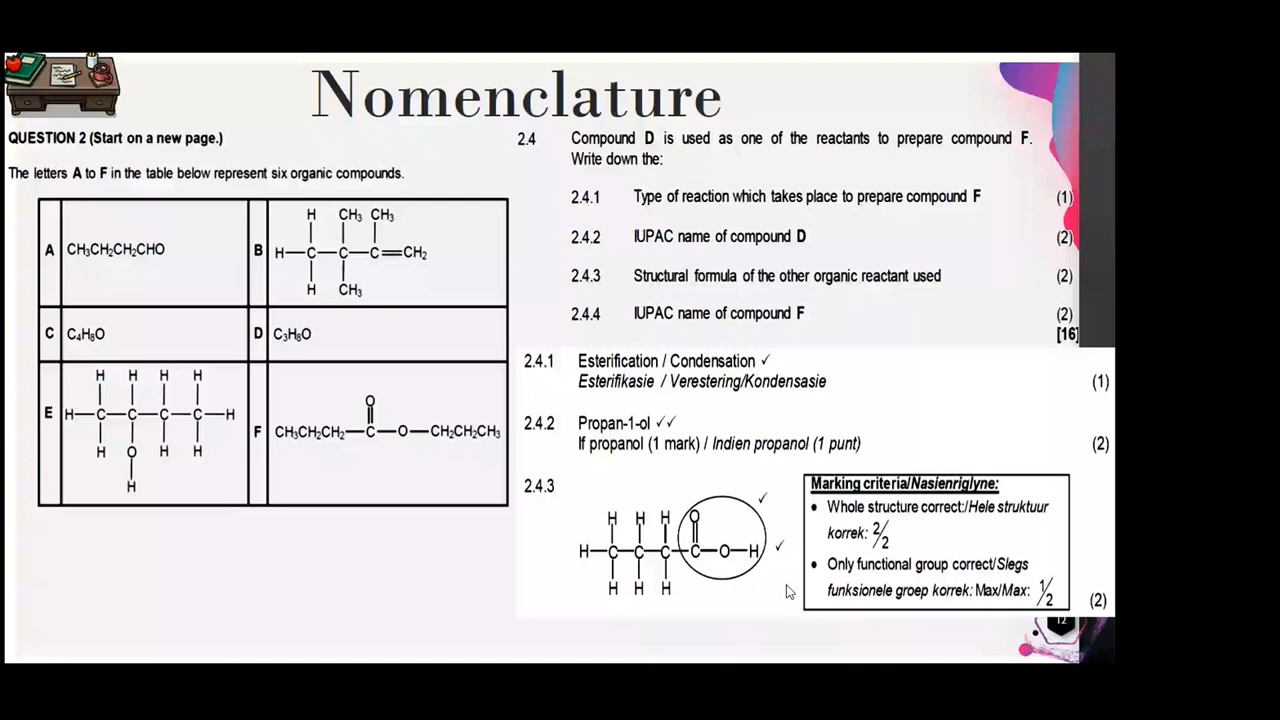 Nomenclature
QUESTION 2 (Start on a new page.)
The letters A to F in the table below represent six organic compounds.
A CH₃CH₂CH₂CHO
B
H CH₃ CH₃
H C C C CH₂
H CH₃
C C₄H₈O
D C₃H₈O
E
H H H H
H C C C C H
H O H H
H
F
O
CH₃CH₂CH₂ C O CH₂CH₂CH₃
2.4 Compound D is used as one of the reactants to prepare compound F.
Write down the:
2.4.1 Type of reaction which takes place to prepare compound F (1)
2.4.2 IUPAC name of compound D (2)
2.4.3 Structural formula of the other organic reactant used (2)
2.4.4 IUPAC name of compound F (2)
[16]
2.4.1 Esterification / Condensation ✓
Esterifikasie / Verestering/Kondensasie (1)
2.4.2 Propan-1-ol ✓✓
If propanol (1 mark) / Indien propanol (1 punt) (2)
2.4.3
H H H O ✓
H C C C C O H ✓
H H H
Marking criteria/Nasienriglyne:
• Whole structure correct:/Hele struktuur
korrek: 2/2
• Only functional group correct/Slegs
funksionele groep korrek: Max/Max: 1/2
(2)
12